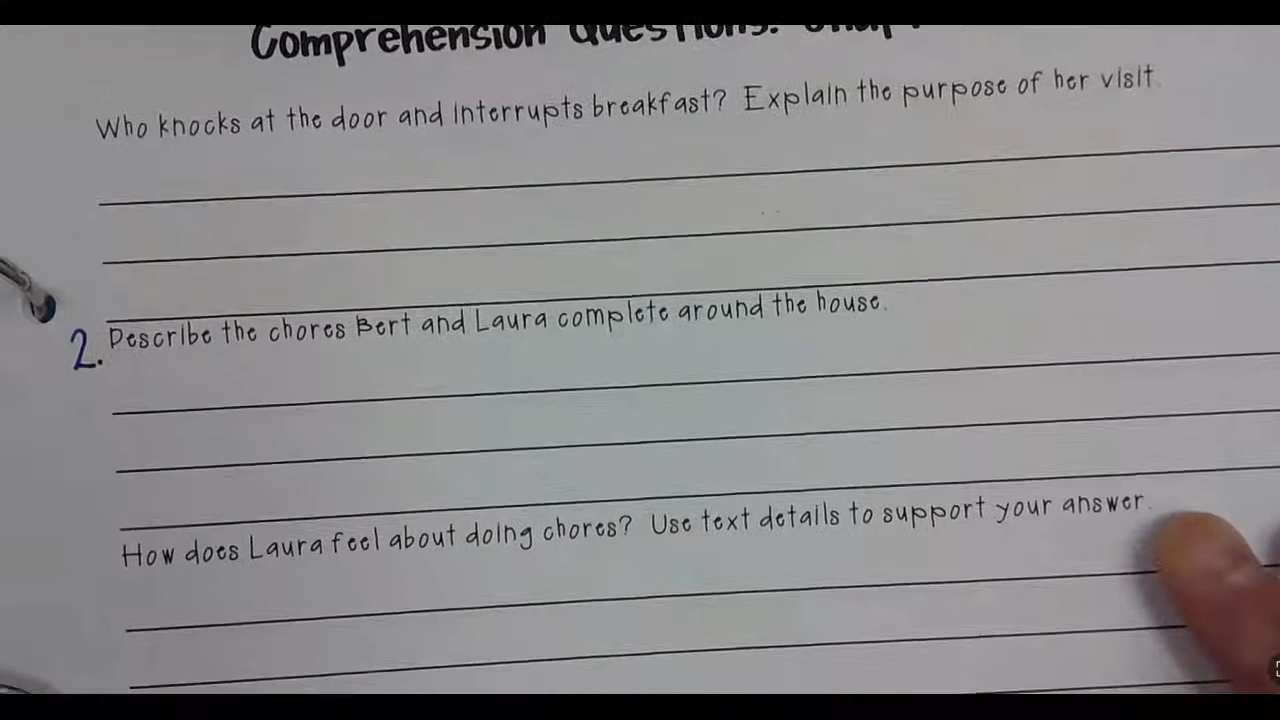 Comprehension Questions:
Who knocks at the door and interrupts breakfast? Explain the purpose of her visit.
2. Describe the chores Bert and Laura complete around the house.
How does Laura feel about doing chores? Use text details to support your answer.